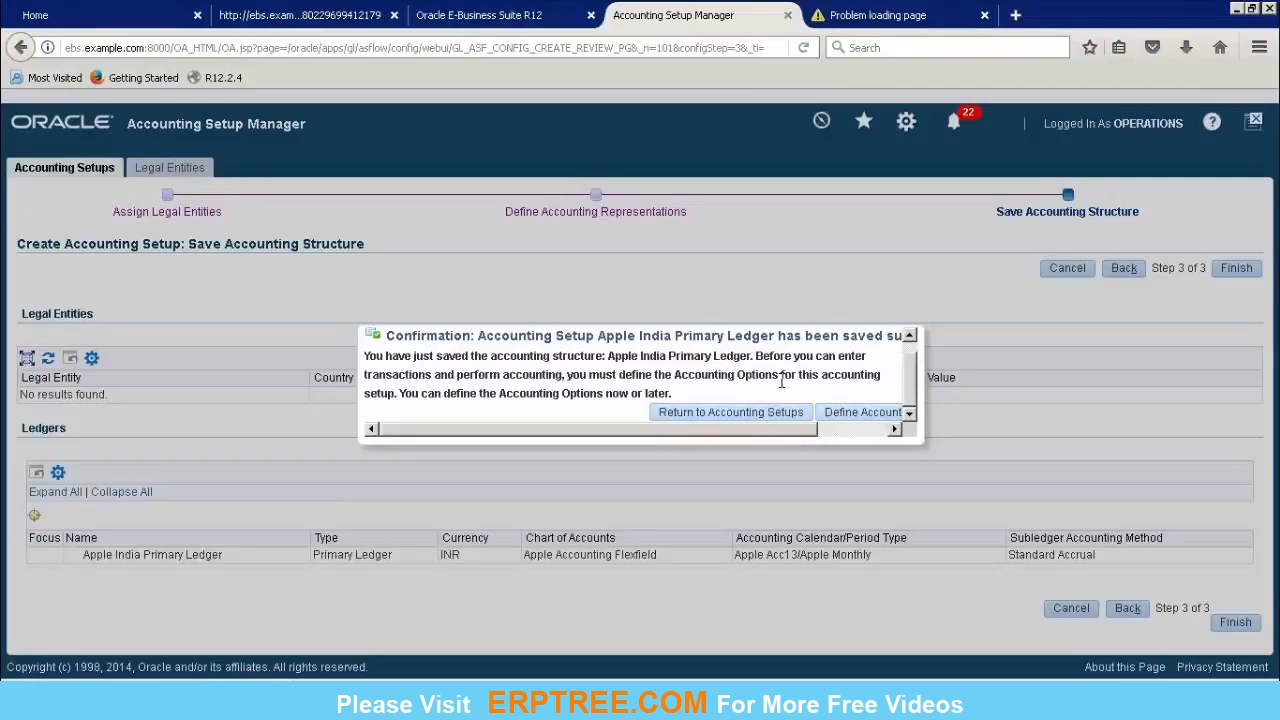 Home
http://ebs.exam...80229699412179
Oracle E-Business Suite R12
Accounting Setup Manager
Problem loading page
ebs.example.com:8000/OA_HTML/OA.jsp?page=/oracle/apps/gl/asflow/config/webui/GL_ASF_CONFIG_CREATE_REVIEW_PG&_ri=101&configStep=3&_ti=
Search
Most Visited
Getting Started
R12.2.4
ORACLE
Accounting Setup Manager
22
Logged In As OPERATIONS
Accounting Setups
Legal Entities
Assign Legal Entities
Define Accounting Representations
Save Accounting Structure
Create Accounting Setup: Save Accounting Structure
Cancel
Back
Step 3 of 3
Finish
Legal Entities
Legal Entity
Country
Value
No results found.
Confirmation: Accounting Setup Apple India Primary Ledger has been saved su
You have just saved the accounting structure: Apple India Primary Ledger. Before you can enter
transactions and perform accounting, you must define the Accounting Options for this accounting
setup. You can define the Accounting Options now or later.
Return to Accounting Setups
Define Account
Ledgers
Expand All | Collapse All
Focus Name Type Currency Chart of Accounts Accounting Calendar/Period Type Subledger Accounting Method
Apple India Primary Ledger Primary Ledger INR Apple Accounting Flexfield Apple Acc13/Apple Monthly Standard Accrual
Cancel
Back
Step 3 of 3
Finish
Copyright (c) 1998, 2014, Oracle and/or its affiliates. All rights reserved.
About this Page
Privacy Statement
Please Visit ERPTREE.COM For More Free Videos